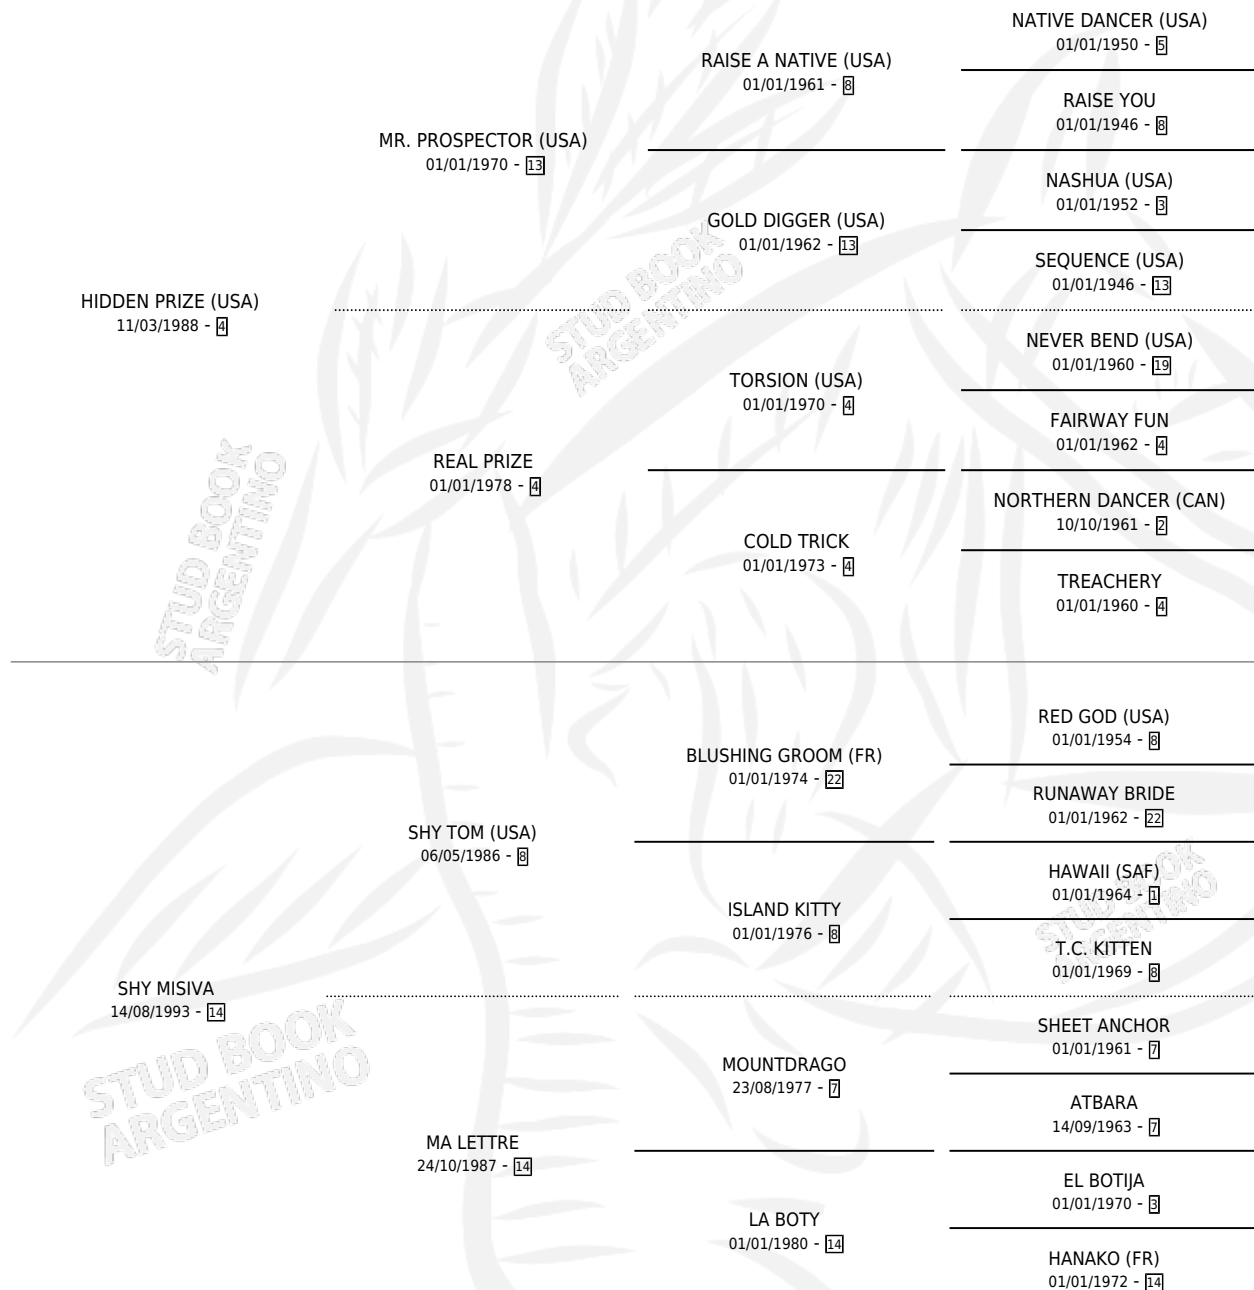 NATIVE DANCER (USA)
01/01/1950 - 5
RAISE A NATIVE (USA)
01/01/1961 - 8
RAISE YOU
01/01/1946 - 8
MR. PROSPECTOR (USA)
01/01/1970 - 13
NASHUA (USA)
01/01/1952 - 3
GOLD DIGGER (USA)
01/01/1962 - 13
SEQUENCE (USA)
01/01/1946 - 13
HIDDEN PRIZE (USA)
11/03/1988 - 4
NEVER BEND (USA)
01/01/1960 - 19
TORSION (USA)
01/01/1970 - 4
FAIRWAY FUN
01/01/1962 - 4
REAL PRIZE
01/01/1978 - 4
NORTHERN DANCER (CAN)
10/10/1961 - 2
COLD TRICK
01/01/1973 - 4
TREACHERY
01/01/1960 - 4
RED GOD (USA)
01/01/1954 - 8
BLUSHING GROOM (FR)
01/01/1974 - 22
RUNAWAY BRIDE
01/01/1962 - 22
SHY TOM (USA)
06/05/1986 - 8
HAWAII (SAF)
01/01/1964 - 1
ISLAND KITTY
01/01/1976 - 8
T.C. KITTEN
01/01/1969 - 8
SHY MISIVA
14/08/1993 - 14
SHEET ANCHOR
01/01/1961 - 7
MOUNTDRAGO
23/08/1977 - 7
ATBARA
14/09/1963 - 7
MA LETTRE
24/10/1987 - 14
EL BOTIJA
01/01/1970 - 3
LA BOTY
01/01/1980 - 14
HANAKO (FR)
01/01/1972 - 14
STUD BOOK
ARGENTINO
STUD BOOK
ARGENTINO
STUD BOOK
ARGENTINO
STUD BOOK
ARGENTINO